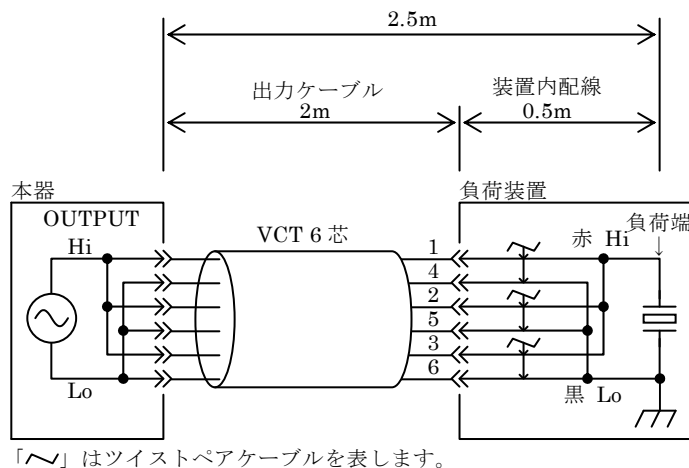 2.5m
出力ケーブル
2m
装置内配線
0.5m
本器
負荷装置
OUTPUT
Hi
VCT 6 芯
1
4
2
5
3
6
赤 Hi
負荷端
Lo
黒 Lo
「～」はツイストペアケーブルを表します。